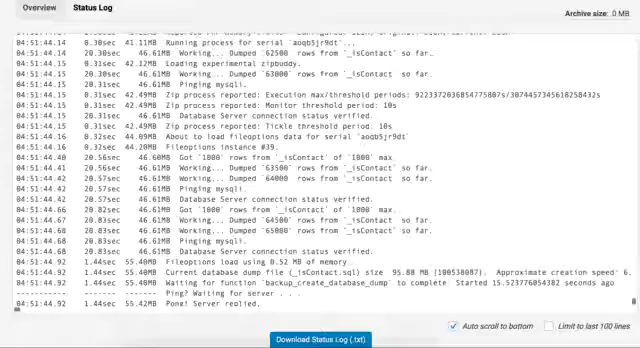 Overview Status Log
Archive size: 0 MB
04:51:44.14 0.30sec 41.11MB Running process for serial `aoqb5jr9dt`...
04:51:44.14 20.30sec 46.61MB Working... Dumped `62500` rows from `_isContact` so far.
04:51:44.15 0.31sec 42.12MB Loading experimental zipbuddy.
04:51:44.15 20.30sec 46.61MB Working... Dumped `63000` rows from `_isContact` so far.
04:51:44.15 20.31sec 46.61MB Pinging mysqli.
04:51:44.15 0.31sec 42.49MB Zip process reported: Execution max/threshold periods: 9223372036854775807s/3074457345618258432s
04:51:44.15 0.31sec 42.49MB Zip process reported: Monitor threshold period: 10s
04:51:44.15 20.31sec 46.61MB Database Server connection status verified.
04:51:44.15 0.31sec 42.49MB Zip process reported: Tickle threshold period: 10s
04:51:44.16 0.32sec 44.09MB About to load fileoptions data for serial `aoqb5jr9dt`
04:51:44.16 0.32sec 44.20MB Fileoptions instance #39.
04:51:44.40 20.56sec 46.60MB Got `1000` rows from `_isContact` of `1000` max.
04:51:44.41 20.56sec 46.61MB Working... Dumped `63500` rows from `_isContact` so far.
04:51:44.42 20.57sec 46.61MB Working... Dumped `64000` rows from `_isContact` so far.
04:51:44.42 20.57sec 46.61MB Pinging mysqli.
04:51:44.42 20.57sec 46.61MB Database Server connection status verified.
04:51:44.66 20.82sec 46.61MB Got `1000` rows from `_isContact` of `1000` max.
04:51:44.67 20.83sec 46.61MB Working... Dumped `64500` rows from `_isContact` so far.
04:51:44.68 20.83sec 46.61MB Working... Dumped `65000` rows from `_isContact` so far.
04:51:44.68 20.83sec 46.61MB Pinging mysqli.
04:51:44.68 20.83sec 46.61MB Database Server connection status verified.
04:51:44.92 1.44sec 55.40MB Fileoptions load using 0.52 MB of memory.
04:51:44.92 1.44sec 55.40MB Current database dump file (_isContact.sql) size 95.88 MB [100538087]. Approximate creation speed 6.
04:51:44.92 1.44sec 55.40MB Waiting for function `backup_create_database_dump` to complete Started 15.523776054382 seconds ago
----------- ------- ------- Ping? Waiting for server . . .
04:51:44.92 1.44sec 55.42MB Pong! Server replied.
Auto scroll to bottom Limit to last 100 lines
Download Status Log (.txt)